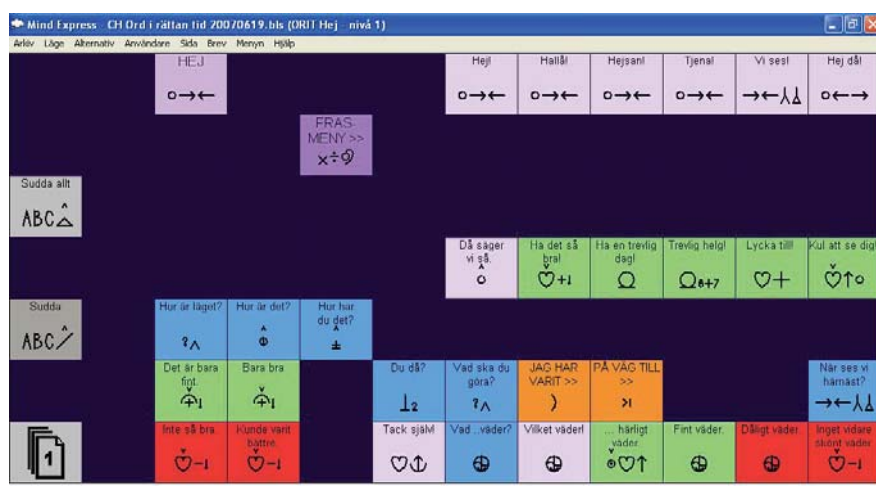 Mind Express - CH Ord i rättan tid 20070619.bls (ORIT Hej - nivå 1)
Arkiv Läge Alternativ Användare Sida Brev Menyn Hjälp
HEJ
Hej!
Hallå!
Hejsan!
Tjena!
Vi ses!
Hej då!
FRAS-
MENY >>
Sudda allt
ABC
Då säger
vi så.
Ha det så
bra!
Ha en trevlig
dag!
Trevlig helg!
6+7
Lycka till!
Kul att se dig!
Sudda
ABC
Hur är läget?
?
Hur är det?
Hur har
du det?
Det är bara
fint.
Bara bra
Du då?
2
Vad ska du
göra?
?
JAG HAR
VARIT >>
PÅ VÄG TILL
>>
När ses vi
härnäst?
1
Inte så bra..
Kunde varit
bättre.
Tack själv!
Vad ..väder?
Vilket väder!
... härligt
väder.
Fint väder.
Dåligt väder.
Inget vidare
skönt väder